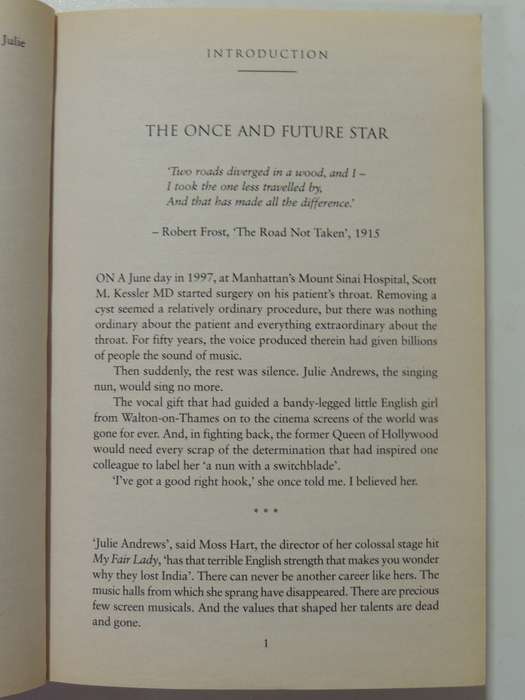 Julie
INTRODUCTION
THE ONCE AND FUTURE STAR
'Two roads diverged in a wood, and I –
I took the one less travelled by,
And that has made all the difference.'
– Robert Frost, 'The Road Not Taken', 1915
ON A June day in 1997, at Manhattan's Mount Sinai Hospital, Scott
M. Kessler MD started surgery on his patient's throat. Removing a
cyst seemed a relatively ordinary procedure, but there was nothing
ordinary about the patient and everything extraordinary about the
throat. For fifty years, the voice produced therein had given billions
of people the sound of music.
Then suddenly, the rest was silence. Julie Andrews, the singing
nun, would sing no more.
The vocal gift that had guided a bandy-legged little English girl
from Walton-on-Thames on to the cinema screens of the world was
gone for ever. And, in fighting back, the former Queen of Hollywood
would need every scrap of the determination that had inspired one
colleague to label her 'a nun with a switchblade'.
'I've got a good right hook,' she once told me. I believed her.
* * *
'Julie Andrews', said Moss Hart, the director of her colossal stage hit
My Fair Lady, 'has that terrible English strength that makes you wonder
why they lost India'. There can never be another career like hers. The
music halls from which she sprang have disappeared. There are precious
few screen musicals. And the values that shaped her talents are dead
and gone.
1